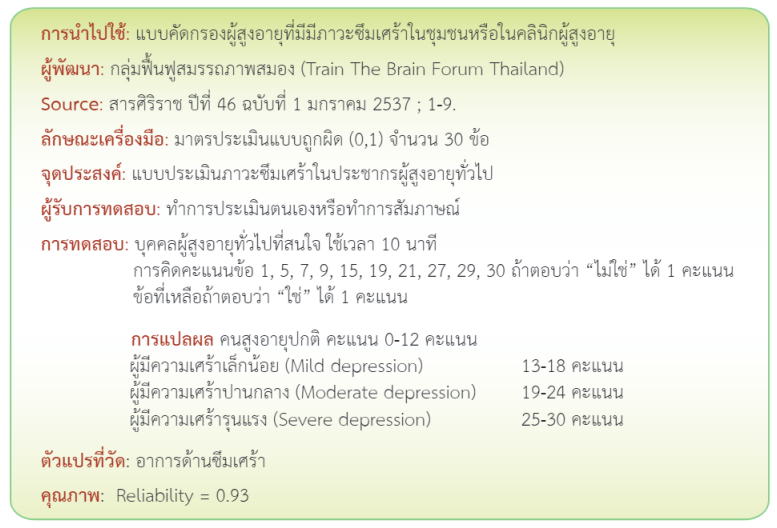 การนำไปใช้: แบบคัดกรองผู้สูงอายุที่มีมีภาวะซึมเศร้าในชุมชนหรือในคลินิกผู้สูงอายุ
ผู้พัฒนา: กลุ่มฟื้นฟูสมรรถภาพสมอง (Train The Brain Forum Thailand)
Source: สารศิริราช ปีที่ 46 ฉบับที่ 1 มกราคม 2537 ; 1-9.
ลักษณะเครื่องมือ: มาตรประเมินแบบถูกผิด (0,1) จำนวน 30 ข้อ
จุดประสงค์: แบบประเมินภาวะซึมเศร้าในประชากรผู้สูงอายุทั่วไป
ผู้รับการทดสอบ: ทำการประเมินตนเองหรือทำการสัมภาษณ์
การทดสอบ: บุคคลผู้สูงอายุทั่วไปที่สนใจ ใช้เวลา 10 นาที
การคิดคะแนนข้อ 1, 5, 7, 9, 15, 19, 21, 27, 29, 30 ถ้าตอบว่า “ไม่ใช่” ได้ 1 คะแนน
ข้อที่เหลือถ้าตอบว่า “ใช่” ได้ 1 คะแนน
การแปลผล คนสูงอายุปกติ คะแนน 0-12 คะแนน
ผู้มีความเศร้าเล็กน้อย (Mild depression) 13-18 คะแนน
ผู้มีความเศร้าปานกลาง (Moderate depression) 19-24 คะแนน
ผู้มีความเศร้ารุนแรง (Severe depression) 25-30 คะแนน
ตัวแปรที่วัด: อาการด้านซึมเศร้า
คุณภาพ: Reliability = 0.93